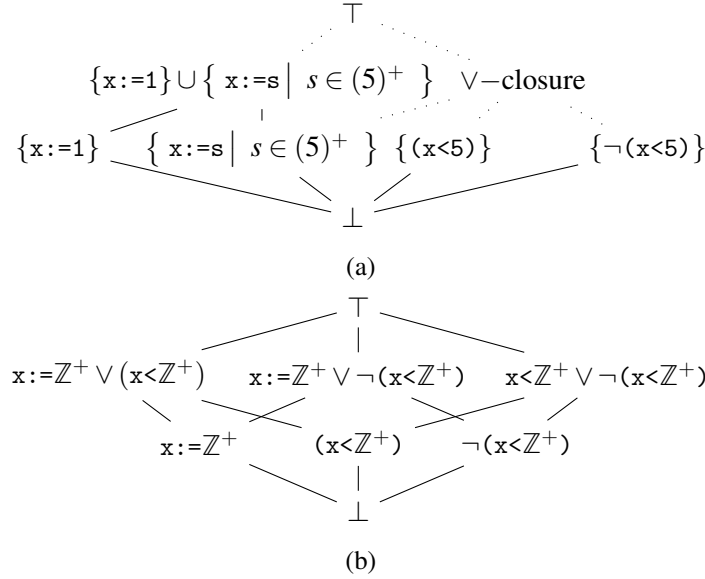 ⊤
{x:=1} ∪ { x:=s | s ∈ (5)⁺ } ∨−closure
{x:=1} { x:=s | s ∈ (5)⁺ } {(x<5)} {¬(x<5)}
⊥
(a)
⊤
x:=ℤ⁺ ∨ (x<ℤ⁺) x:=ℤ⁺ ∨ ¬(x<ℤ⁺) x<ℤ⁺ ∨ ¬(x<ℤ⁺)
x:=ℤ⁺ (x<ℤ⁺) ¬(x<ℤ⁺)
⊥
(b)